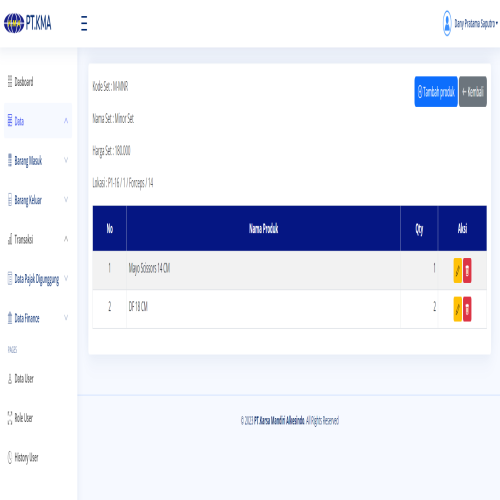 PT.KMA
Dany Pratama Saputro
Dasboard
Data
Barang Masuk
Barang Keluar
Transaksi
Data Pajak Digunggung
Data Finance
PAGES
Data User
Role User
History User
Kode Set : M-MNR
Tambah produk
Kembali
Nama Set : Minor Set
Harga Set : 180.000
Lokasi : P1-16 / 1 / Forceps / 14
No Nama Produk Qty Aksi
1 Mayo Scissors 14 CM 1
2 DF 18 CM 2
© 2023 PT.Karsa Mandiri Alkesindo. All Rights Reserved